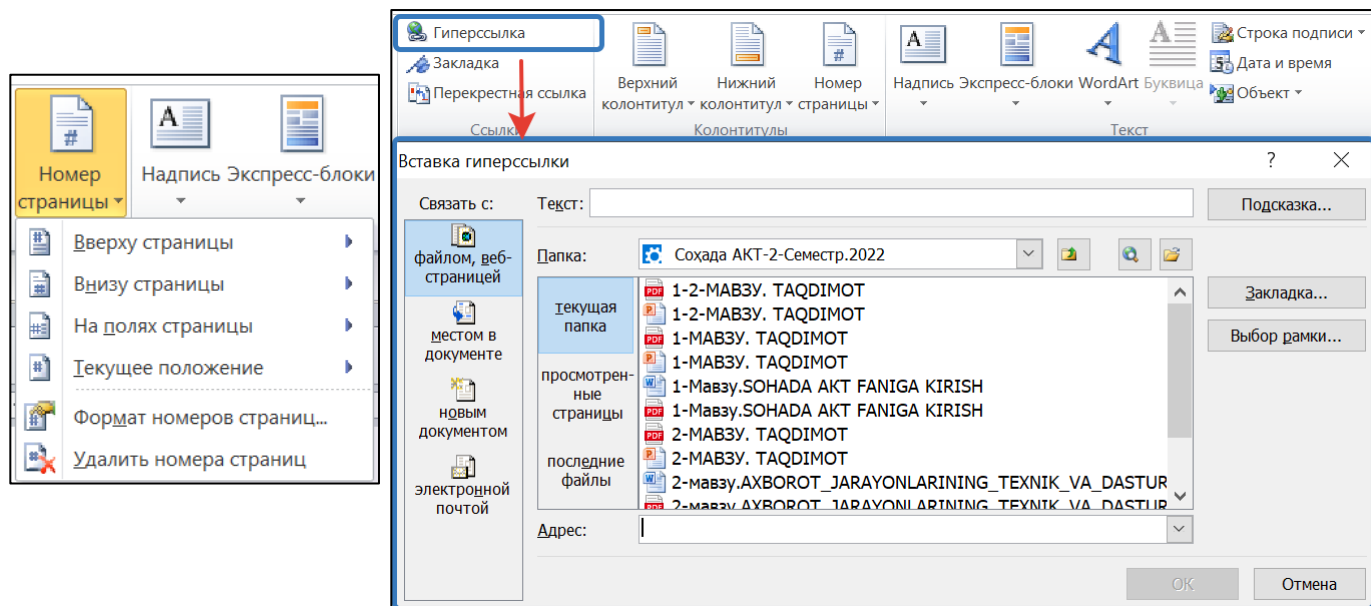 Номер
страницы
Надпись
Экспресс-блоки
Вверху страницы
Внизу страницы
На полях страницы
Текущее положение
Формат номеров страниц...
Удалить номера страниц
Гиперссылка
Закладка
Перекрестная ссылка
Ссылки
Верхний
колонтитул
Нижний
колонтитул
Номер
страницы
Колонтитулы
Надпись
Экспресс-блоки
WordArt
Буквица
Строка подписи
Дата и время
Объект
Текст
Вставка гиперссылки
Связать с:
файлом, веб-
страницей
местом в
документе
новым
документом
электронной
почтой
Текст:
Подсказка...
Папка:
Соҳада АКТ-2-Семестр.2022
текущая
папка
просмотрен-
ные
страницы
последние
файлы
1-2-МАВЗУ. TAQDIMOT
1-2-МАВЗУ. TAQDIMOT
1-МАВЗУ. TAQDIMOT
1-МАВЗУ. TAQDIMOT
1-Мавзу.SOHADA AKT FANIGA KIRISH
1-Мавзу.SOHADA AKT FANIGA KIRISH
2-МАВЗУ. TAQDIMOT
2-МАВЗУ. TAQDIMOT
2-мавзу.AXBOROT_JARAYONLARINING_TEXNIK_VA_DASTUR
2-мавзу.AXBOROT_JARAYONLARINING_TEXNIK_VA_DASTUR
Закладка...
Выбор рамки...
Адрес:
ОК
Отмена